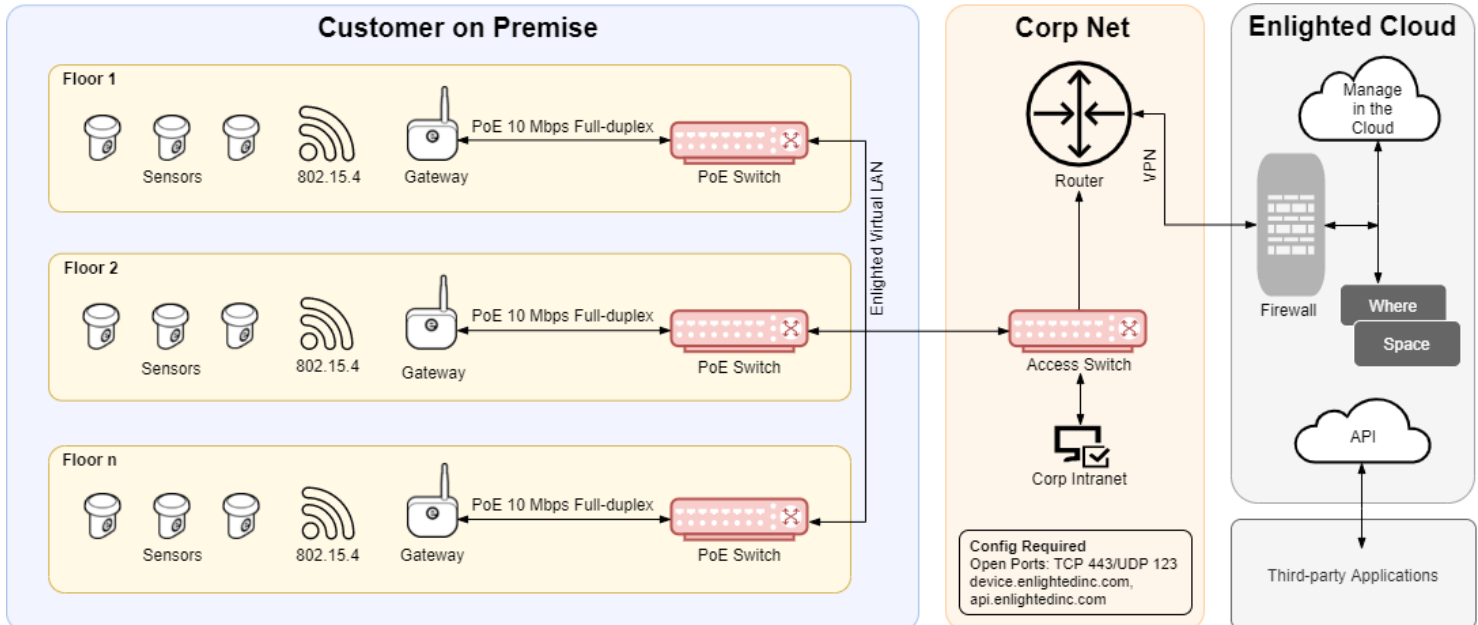 Customer on Premise
Floor 1
Sensors
802.15.4
Gateway
PoE 10 Mbps Full-duplex
PoE Switch
Floor 2
Sensors
802.15.4
Gateway
PoE 10 Mbps Full-duplex
PoE Switch
Floor n
Sensors
802.15.4
Gateway
PoE 10 Mbps Full-duplex
PoE Switch
Enlighted Virtual LAN
Corp Net
Router
VPN
Access Switch
Corp Intranet
Config Required
Open Ports: TCP 443/UDP 123
device.enlightedinc.com,
api.enlightedinc.com
Enlighted Cloud
Manage
in the
Cloud
Firewall
Where
Space
API
Third-party Applications